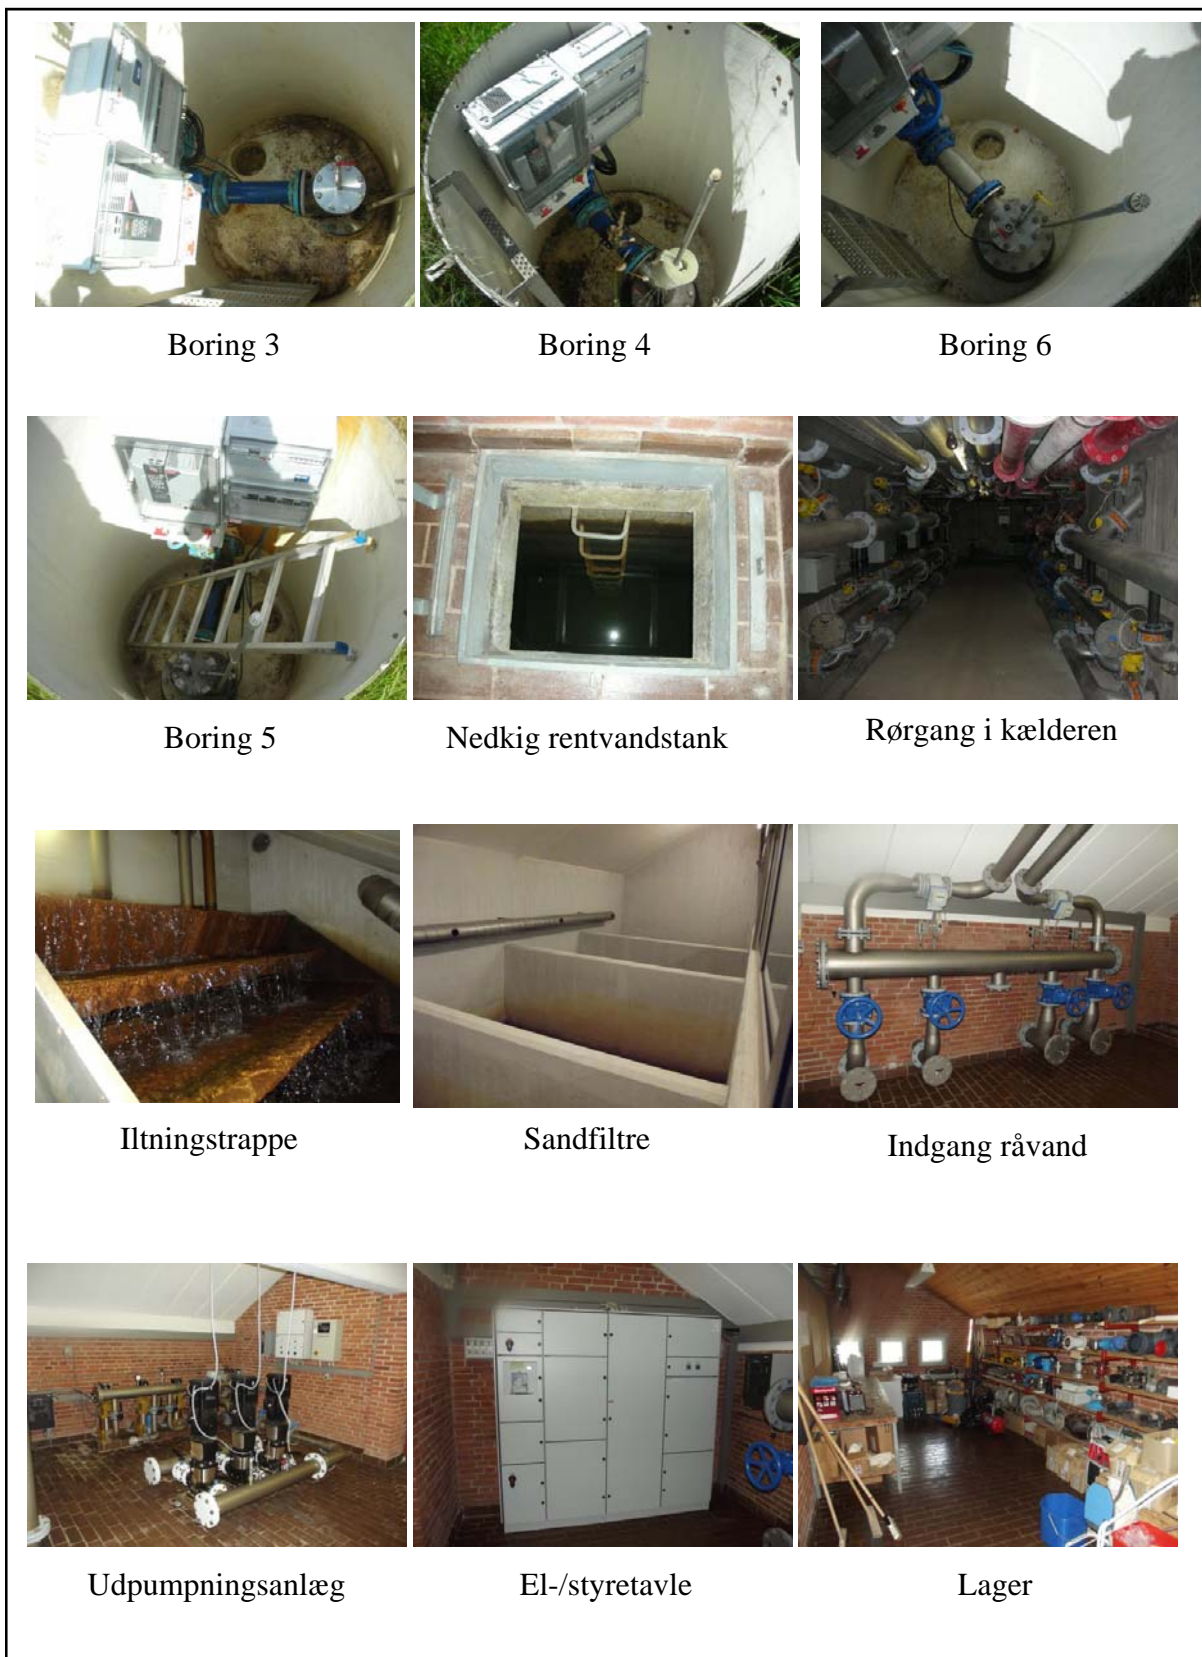 Boring 3
Boring 4
Boring 6
Boring 5
Nedkig rentvandstank
Rørgang i kælderen
Iltningstrappe
Sandfiltre
Indgang råvand
Udpumpningsanlæg
El-/styretavle
Lager